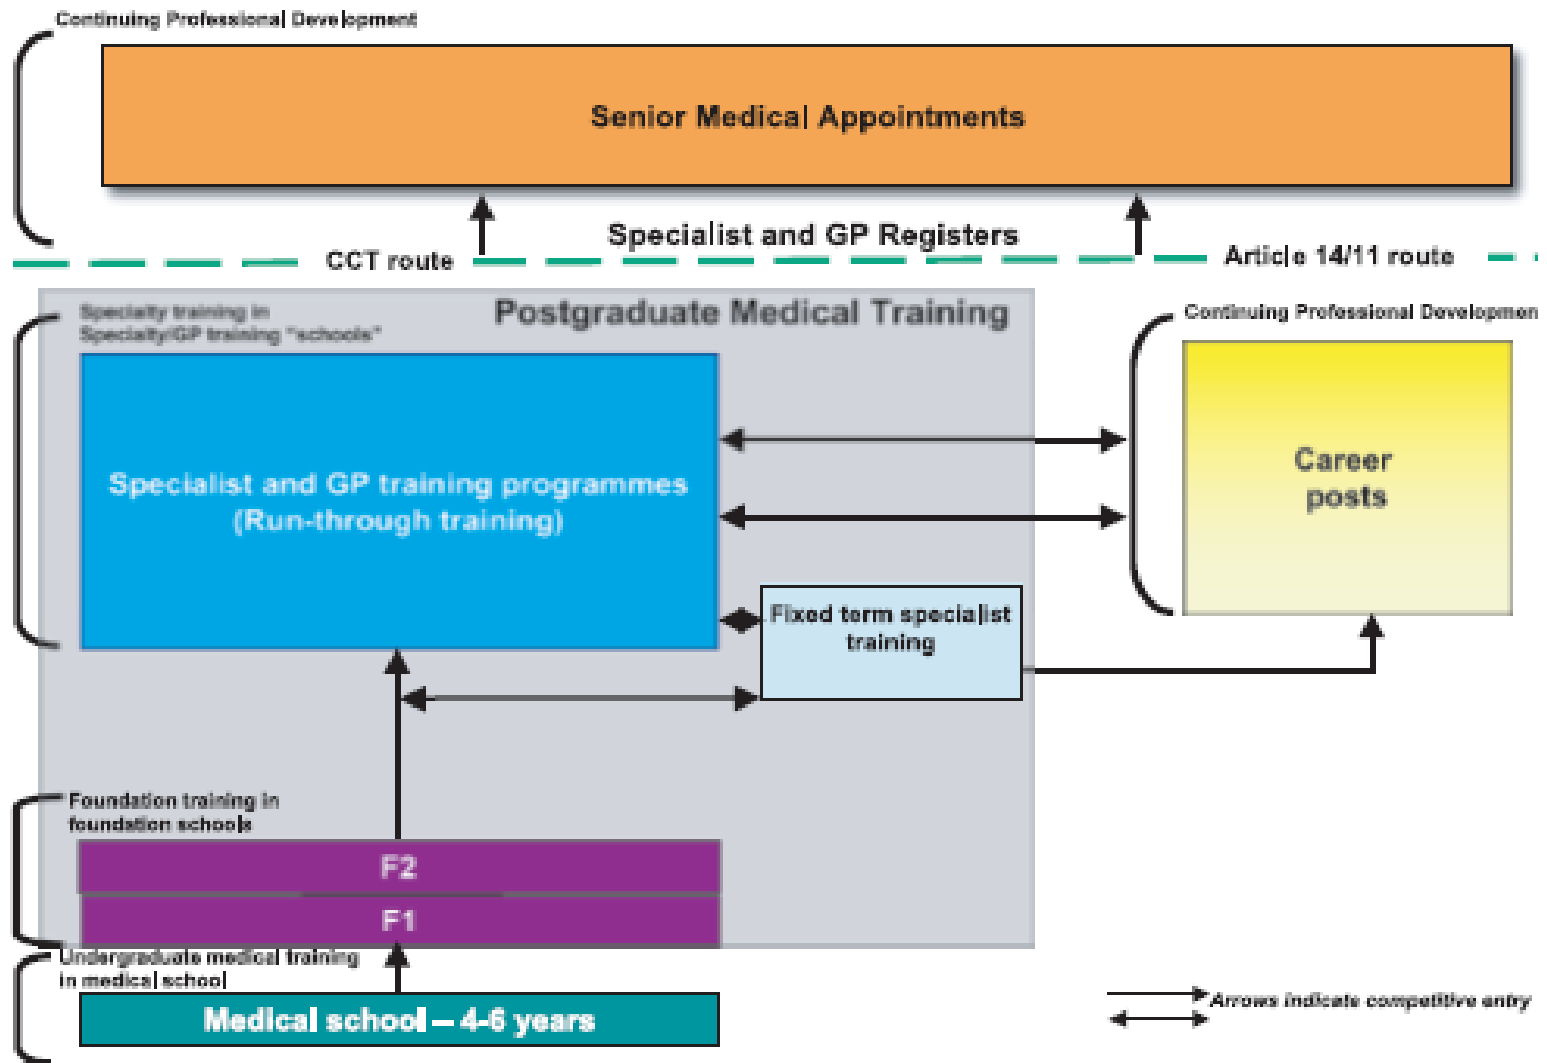 Continuing Professional Development
Senior Medical Appointments
Specialist and GP Registers
CCT route
Article 14/11 route
Specialty training in
Specialty/GP training "schools"
Postgraduate Medical Training
Continuing Professional Development
Specialist and GP training programmes
(Run-through training)
Career
posts
Fixed term specialist
training
Foundation training in
foundation schools
F2
F1
Undergraduate medical training
in medical school
Medical school – 4-6 years
Arrows indicate competitive entry